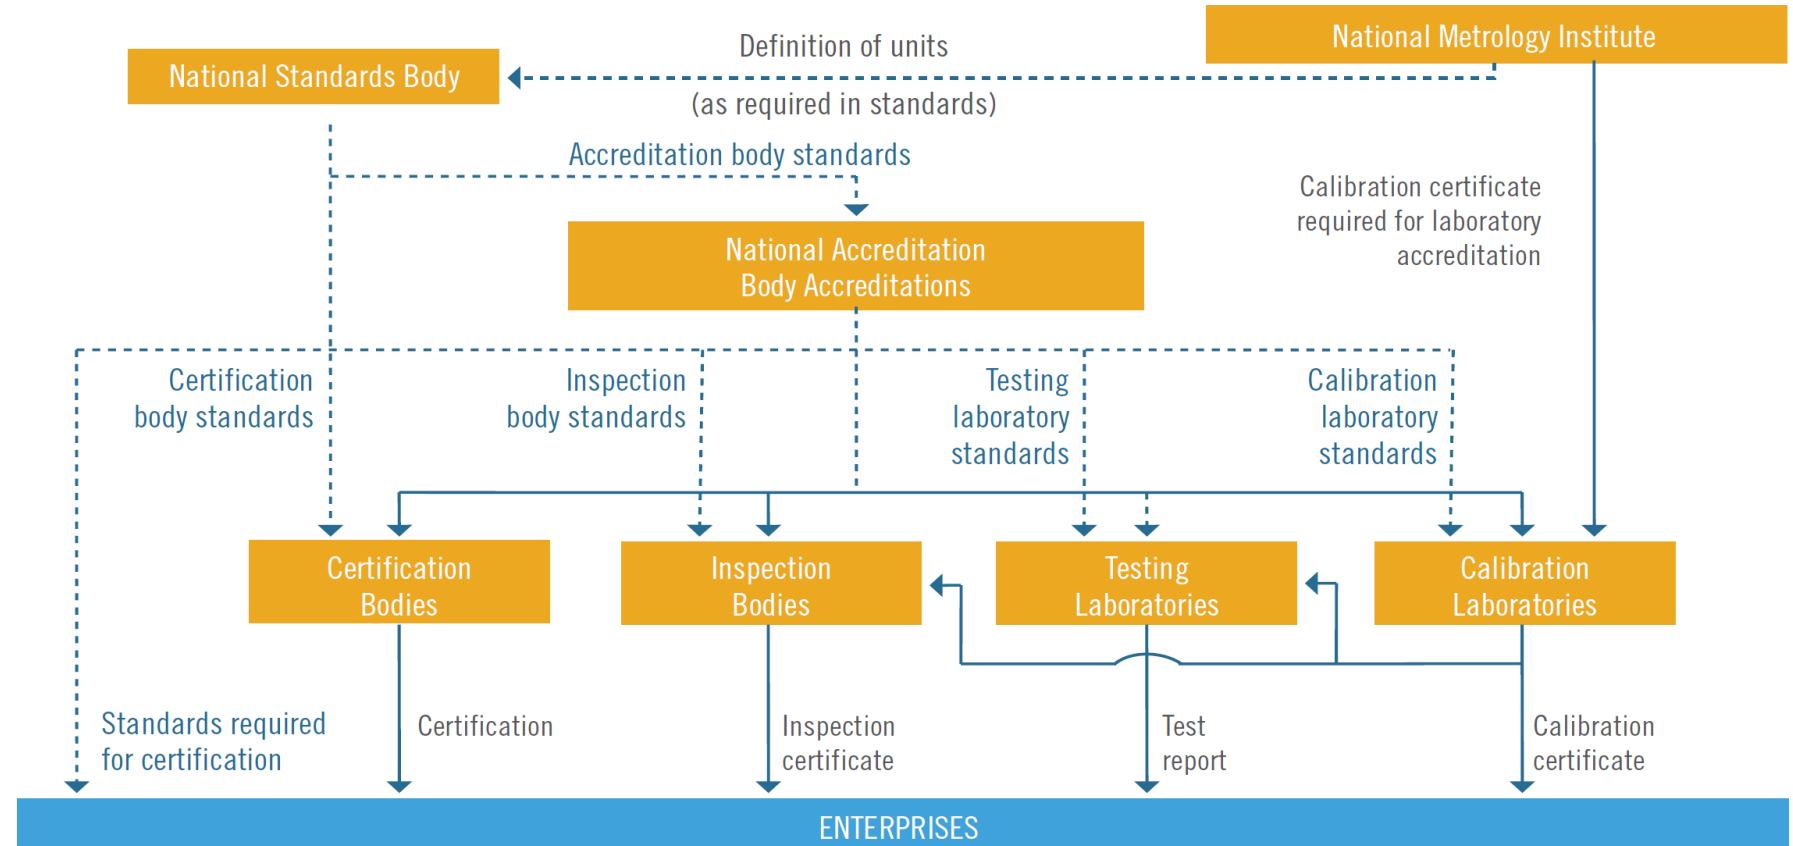 National Metrology Institute
Definition of units
National Standards Body
(as required in standards)
Accreditation body standards
Calibration certificate
required for laboratory
accreditation
National Accreditation
Body Accreditations
Certification
body standards
Inspection
body standards
Testing
laboratory
standards
Calibration
laboratory
standards
Certification
Bodies
Inspection
Bodies
Testing
Laboratories
Calibration
Laboratories
Standards required
for certification
Certification
Inspection
certificate
Test
report
Calibration
certificate
ENTERPRISES